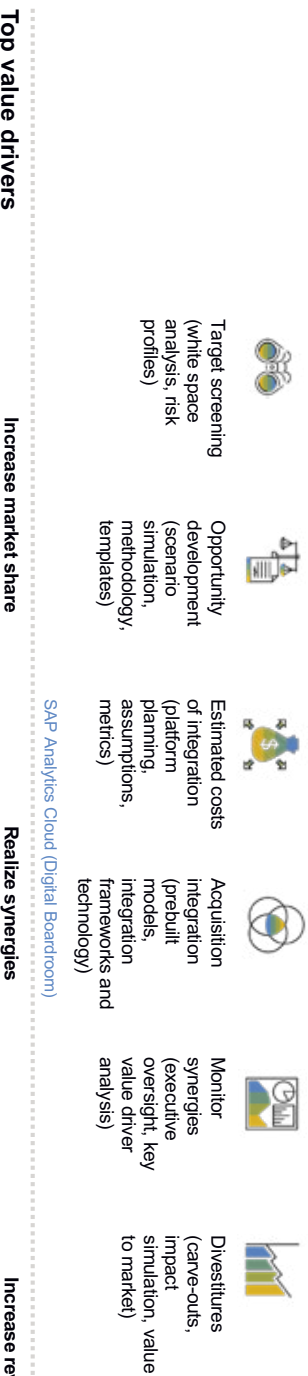 Target screening
(white space
analysis, risk
profiles)
Opportunity
development
(scenario
simulation,
methodology,
templates)
Estimated costs
of integration
(platform
planning,
assumptions,
metrics)
Acquisition
integration
(prebuilt
models,
integration
frameworks and
technology)
Monitor
synergies
(executive
oversight, key
value driver
analysis)
Divestitures
(carve-outs,
impact
simulation, value
to market)
SAP Analytics Cloud (Digital Boardroom)
Top value drivers
Increase market share
Realize synergies
Increase re